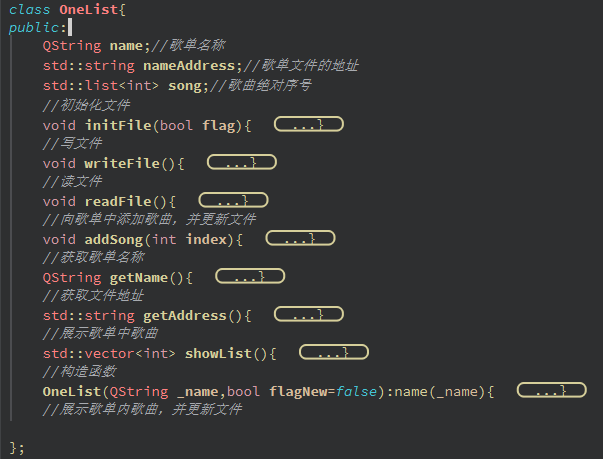 class OneList{
public:
QString name;//歌单名称
std::string nameAddress;//歌单文件的地址
std::list<int> song;//歌曲绝对序号
//初始化文件
void initFile(bool flag){ ...}
//写文件
void writeFile(){ ...}
//读文件
void readFile(){ ...}
//向歌单中添加歌曲，并更新文件
void addSong(int index){ ...}
//获取歌单名称
QString getName(){ ...}
//获取文件地址
std::string getAddress(){ ...}
//展示歌单中歌曲
std::vector<int> showList(){ ...}
//构造函数
OneList(QString _name,bool flagNew=false):name(_name){ ...}
//展示歌单内歌曲，并更新文件
};